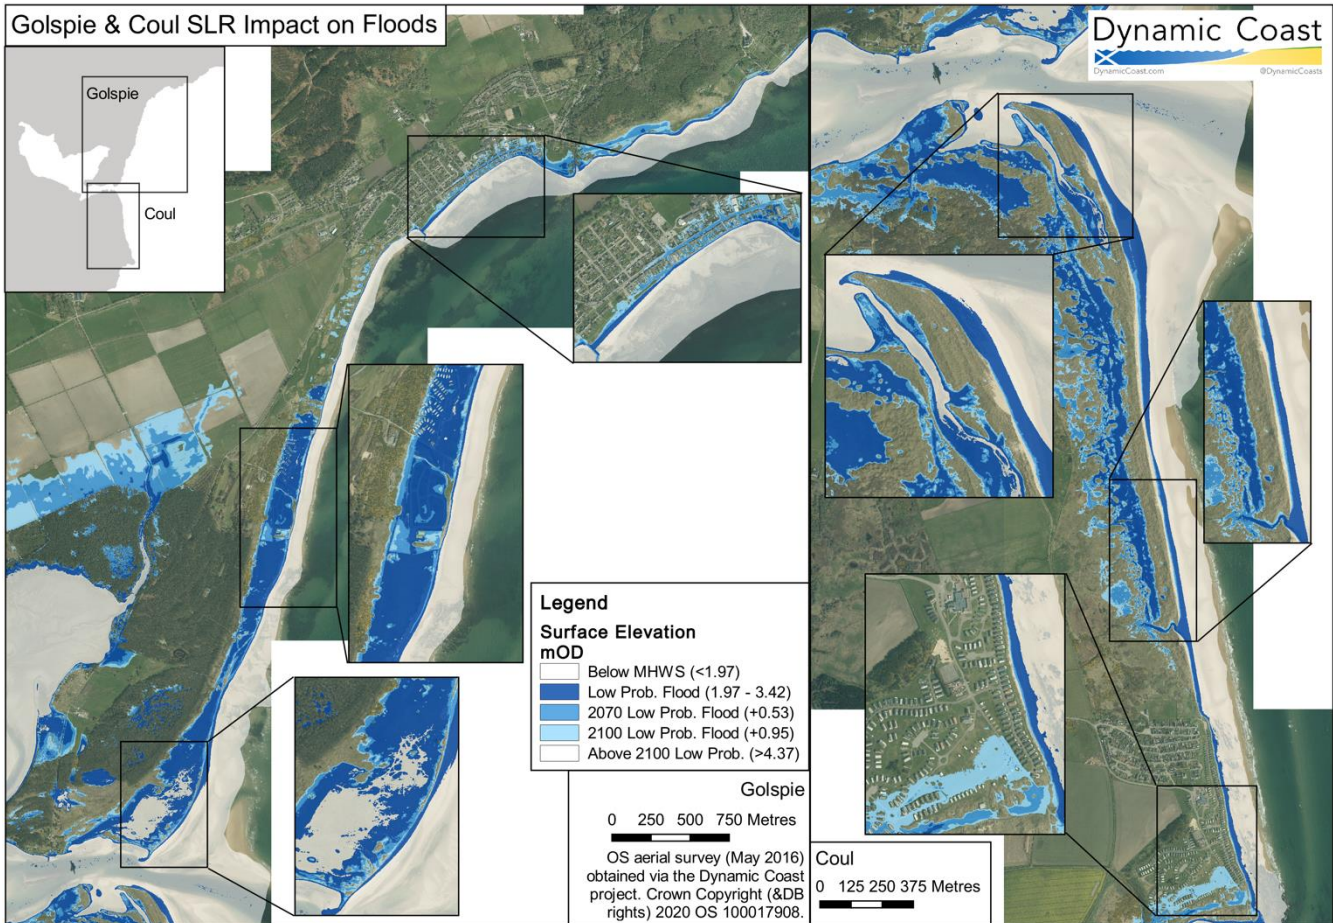 Golspie & Coul SLR Impact on Floods
Golspie
Coul
Dynamic Coast
DynamicCoast.com
@DynamicCoasts
Legend
Surface Elevation
mOD
Below MHWS (<1.97)
Low Prob. Flood (1.97 - 3.42)
2070 Low Prob. Flood (+0.53)
2100 Low Prob. Flood (+0.95)
Above 2100 Low Prob. (>4.37)
Golspie
0 250 500 750 Metres
OS aerial survey (May 2016)
obtained via the Dynamic Coast
project. Crown Copyright (&DB
rights) 2020 OS 100017908.
Coul
0 125 250 375 Metres